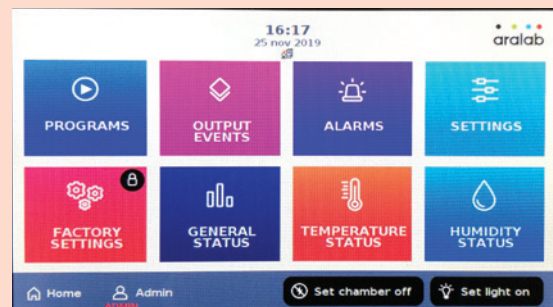 16:17
25 nov 2019
aralab
PROGRAMS
OUTPUT
EVENTS
ALARMS
SETTINGS
FACTORY
SETTINGS
GENERAL
STATUS
TEMPERATURE
STATUS
HUMIDITY
STATUS
Home
Admin
Set chamber off
Set light on